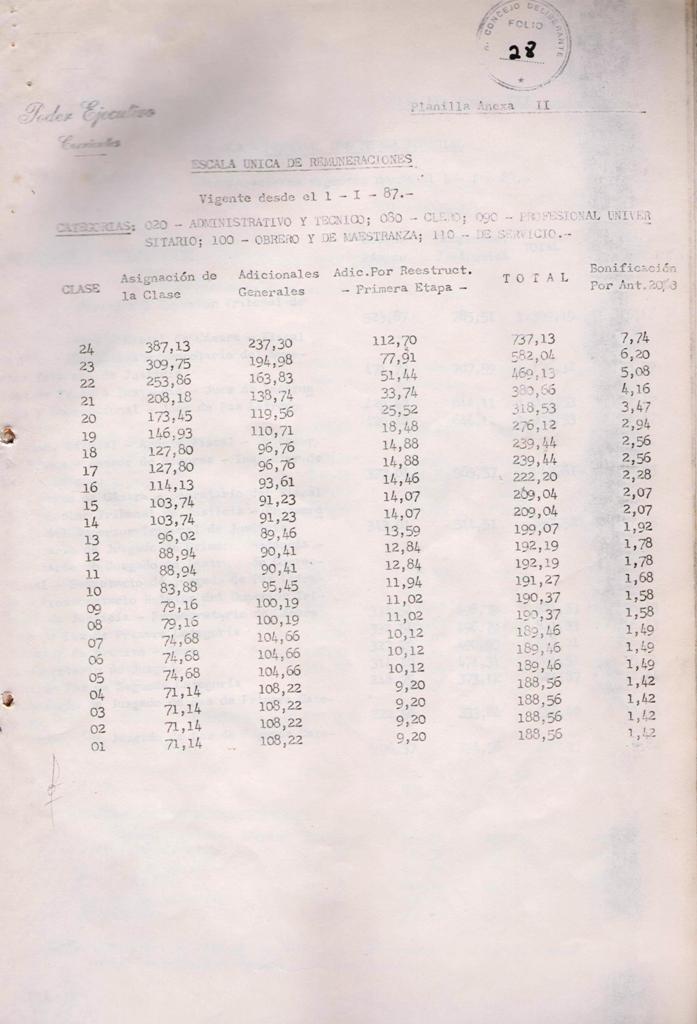 CONCEJO DELIBERANTE
FOLIO
28
Poder Ejecutivo
Corrientes
Planilla Anexa II
ESCALA UNICA DE REMUNERACIONES
Vigente desde el 1 - I - 87.-
CATEGORIAS: 020 - ADMINISTRATIVO Y TECNICO; 080 - CLERO; 090 - PROFESIONAL UNIVER
SITARIO; 100 - OBRERO Y DE MAESTRANZA; 110 - DE SERVICIO.-
CLASE Asignación de la Clase Adicionales Generales Adic.Por Reestruct. - Primera Etapa - T O T A L Bonificación Por Ant.
24 387,13 237,30 112,70 737,13 7,74
23 309,75 194,98 77,91 582,04 6,20
22 253,86 163,83 51,44 469,13 5,08
21 208,18 138,74 33,74 380,66 4,16
20 173,45 119,56 25,52 318,53 3,47
19 146,93 110,71 18,48 276,12 2,94
18 127,80 96,76 14,88 239,44 2,56
17 127,80 96,76 14,88 239,44 2,56
16 114,13 93,61 14,46 222,20 2,28
15 103,74 91,23 14,07 209,04 2,07
14 103,74 91,23 14,07 209,04 2,07
13 96,02 89,46 13,59 199,07 1,92
12 88,94 90,41 12,84 192,19 1,78
11 88,94 90,41 12,84 192,19 1,78
10 83,88 95,45 11,94 191,27 1,68
09 79,16 100,19 11,02 190,37 1,58
08 79,16 100,19 11,02 190,37 1,58
07 74,68 104,66 10,12 189,46 1,49
06 74,68 104,66 10,12 189,46 1,49
05 74,68 104,66 10,12 189,46 1,49
04 71,14 108,22 9,20 188,56 1,42
03 71,14 108,22 9,20 188,56 1,42
02 71,14 108,22 9,20 188,56 1,42
01 71,14 108,22 9,20 188,56 1,42